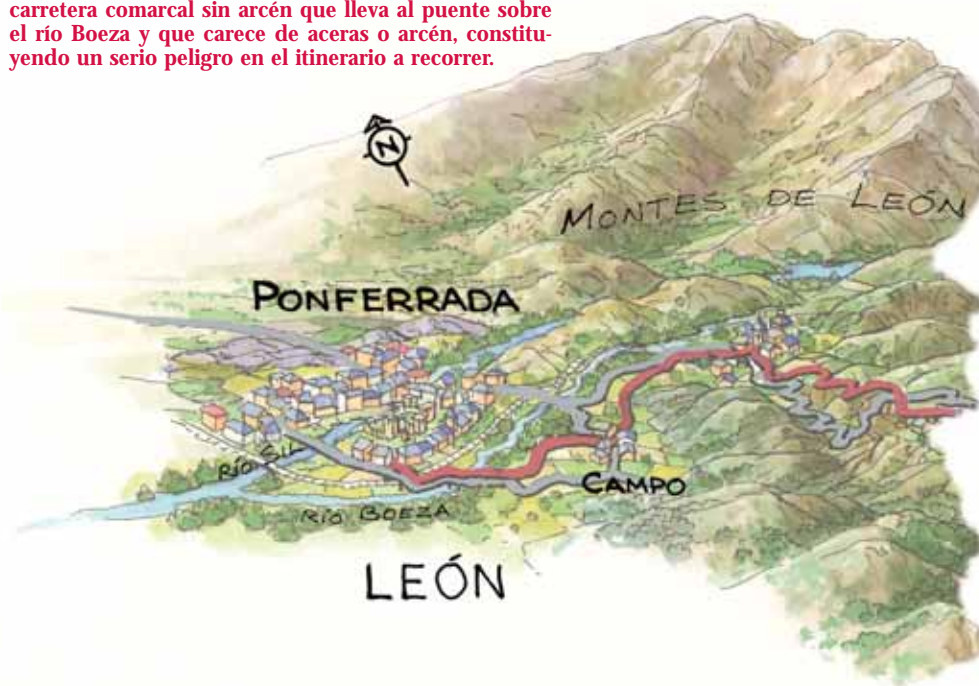 carretera comarcal sin arcén que lleva al puente sobre
el río Boeza y que carece de aceras o arcén, constitu-
yendo un serio peligro en el itinerario a recorrer.
N
MONTES DE LEÓN
PONFERRADA
RÍO SIL
CAMPO
RÍO BOEZA
LEÓN